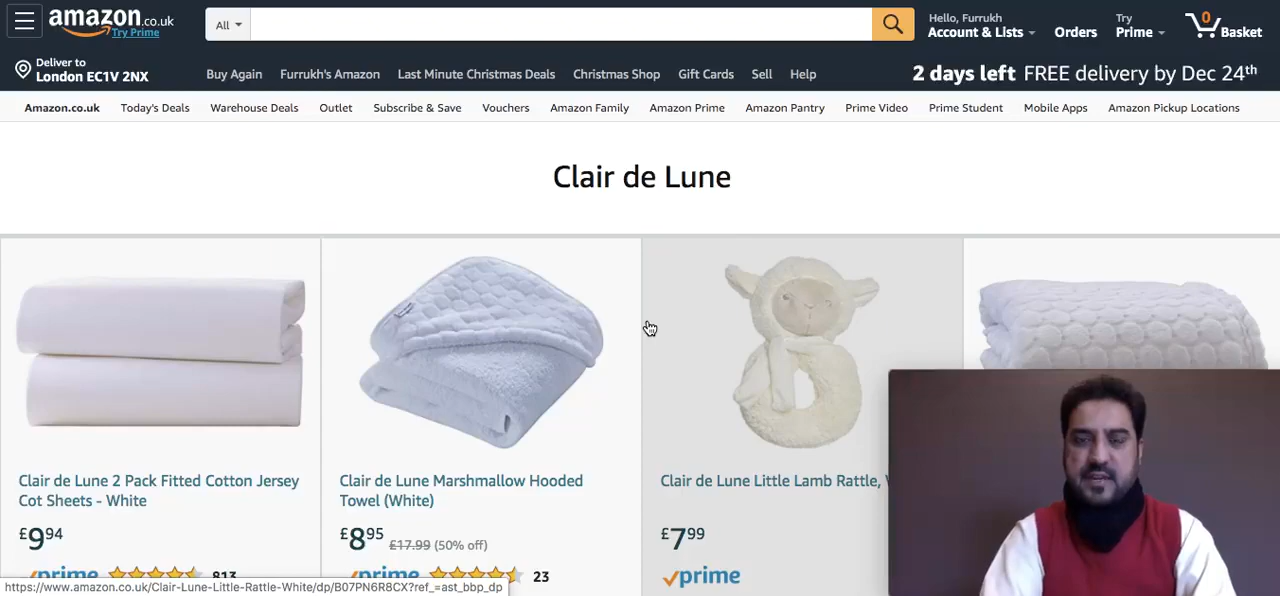 amazon.co.uk
Try Prime
All
Hello, Furrukh
Account & Lists
Orders
Try
Prime
0
Basket
Deliver to
London EC1V 2NX
Buy Again Furrukh's Amazon Last Minute Christmas Deals Christmas Shop Gift Cards Sell Help
2 days left FREE delivery by Dec 24th
Amazon.co.uk Today's Deals Warehouse Deals Outlet Subscribe & Save Vouchers Amazon Family Amazon Prime Amazon Pantry Prime Video Prime Student Mobile Apps Amazon Pickup Locations
Clair de Lune
Clair de Lune 2 Pack Fitted Cotton Jersey
Cot Sheets - White
£9 94
prime 813
Clair de Lune Marshmallow Hooded
Towel (White)
£8 95 £17.99 (50% off)
prime 23
Clair de Lune Little Lamb Rattle,
£7 99
prime
https://www.amazon.co.uk/Clair-Lune-Little-Rattle-White/dp/B07PN6R8CX?ref_=ast_bbp_dp